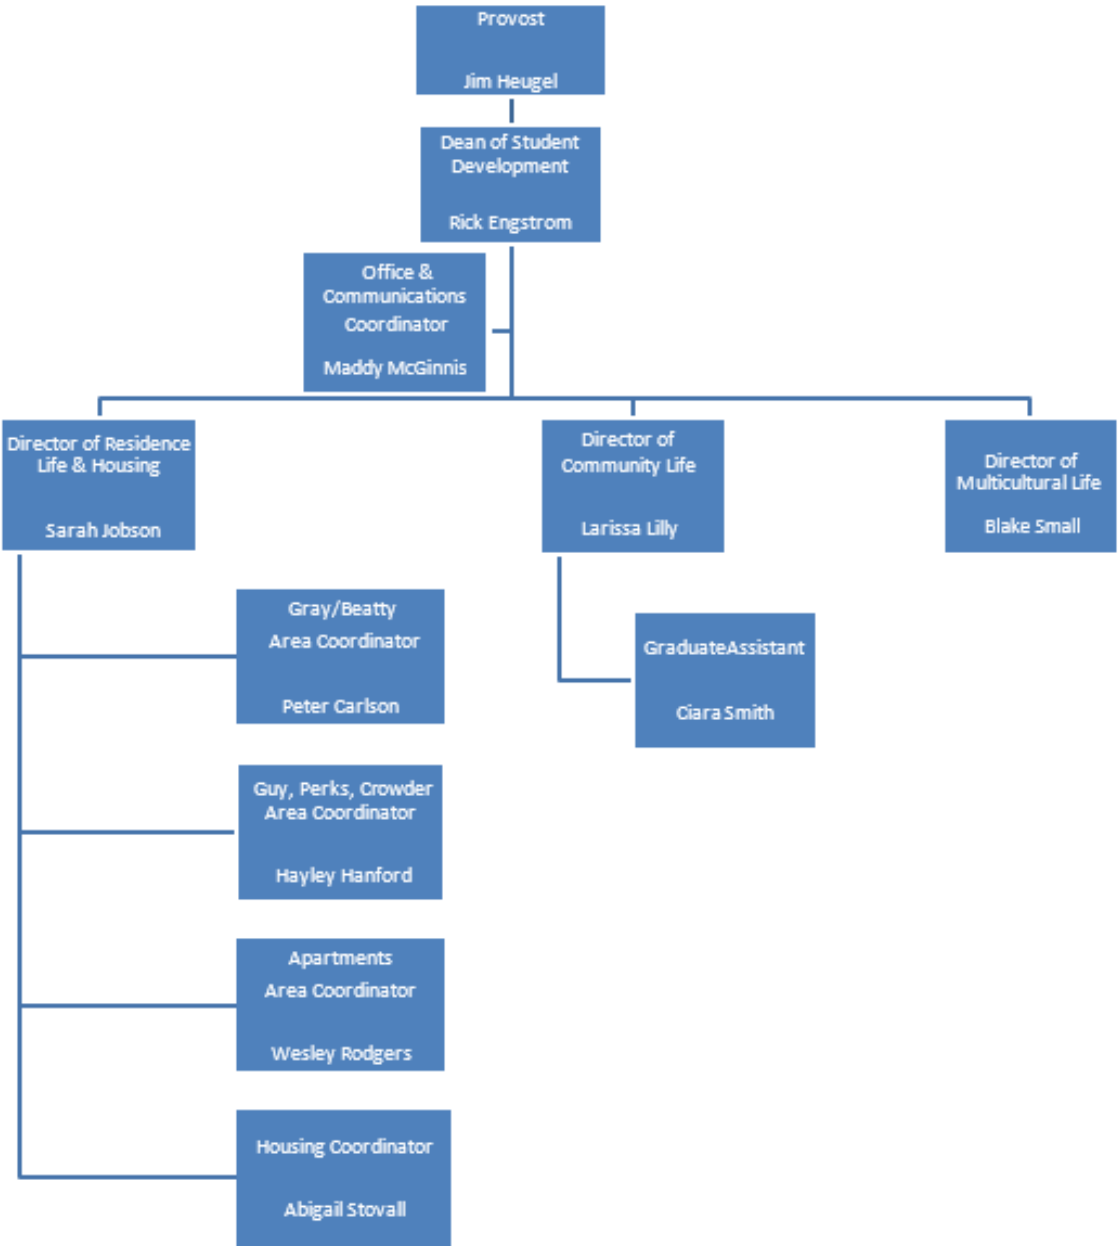 Provost
Jim Heugel
Dean of Student
Development
Rick Engstrom
Office &
Communications
Coordinator
Maddy McGinnis
Director of Residence
Life & Housing
Sarah Jobson
Director of
Community Life
Larissa Lilly
Director of
Multicultural Life
Blake Small
Gray/Beatty
Area Coordinator
Peter Carlson
GraduateAssistant
Ciara Smith
Guy, Perks, Crowder
Area Coordinator
Hayley Hanford
Apartments
Area Coordinator
Wesley Rodgers
Housing Coordinator
Abigail Stovall